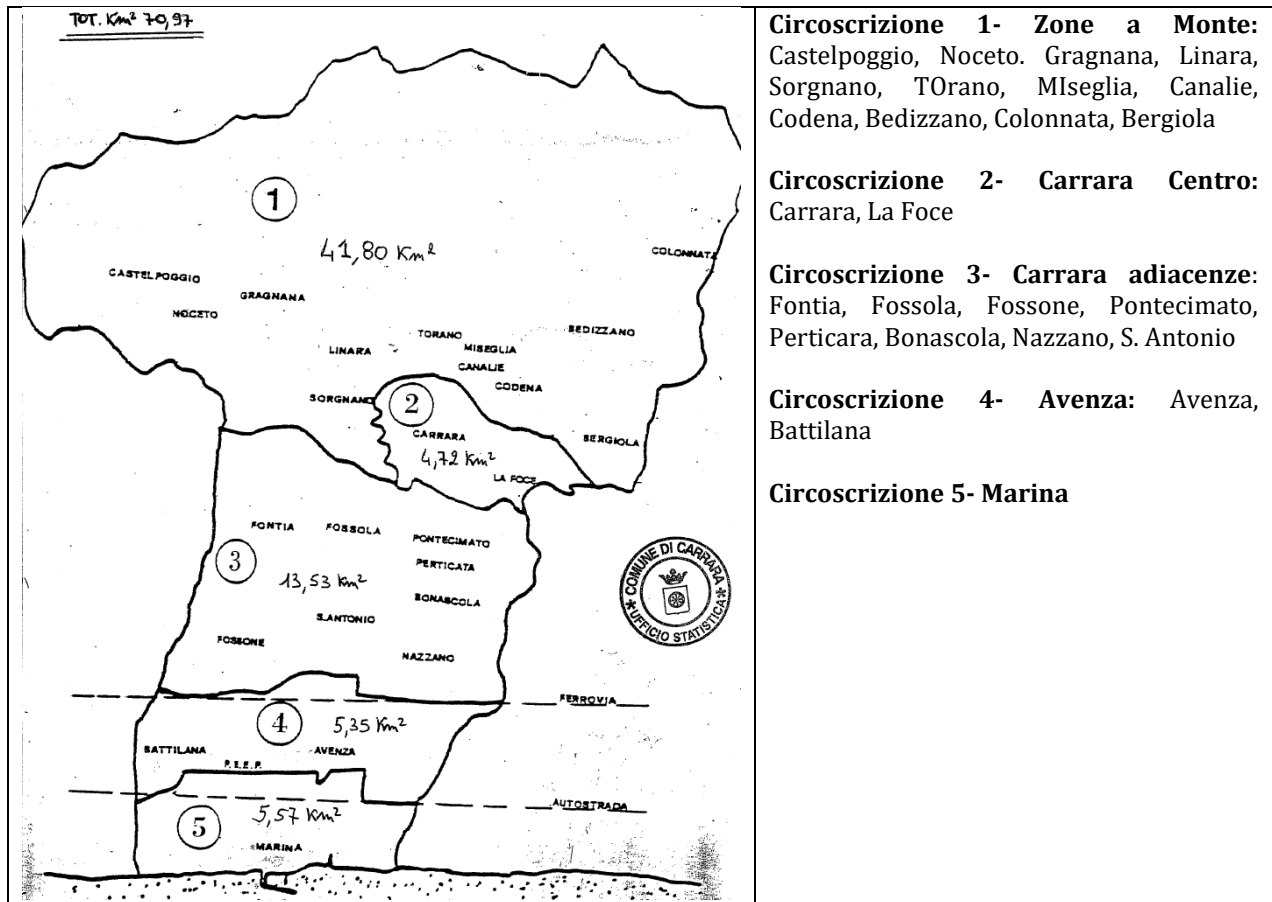 TOT. Km² 70,97
1
41,80 Km²
COLONNATA
CASTELPOGGIO
GRAGNANA
NOCETO
BEDIZZANO
TORANO
LINARA
MISEGLIA
CANALIE
CODENA
SORGNANO
2
CARRARA
BERGIOLA
4,72 Km²
LA FOCE
FONTIA
FOSSOLA
PONTECIMATO
3
PERTICATA
13,53 Km²
BONASCOLA
S.ANTONIO
FOSSONE
NAZZANO
COMUNE DI CARRARA
UFFICIO STATISTICA
FERROVIA
4
5,35 Km²
BATTILANA
AVENZA
P.E.E.P.
AUTOSTRADA
5,57 Km²
5
MARINA
Circoscrizione 1- Zone a Monte:
Castelpoggio, Noceto. Gragnana, Linara,
Sorgnano, TOrano, MIseglia, Canalie,
Codena, Bedizzano, Colonnata, Bergiola
Circoscrizione 2- Carrara Centro:
Carrara, La Foce
Circoscrizione 3- Carrara adiacenze:
Fontia, Fossola, Fossone, Pontecimato,
Perticara, Bonascola, Nazzano, S. Antonio
Circoscrizione 4- Avenza: Avenza,
Battilana
Circoscrizione 5- Marina